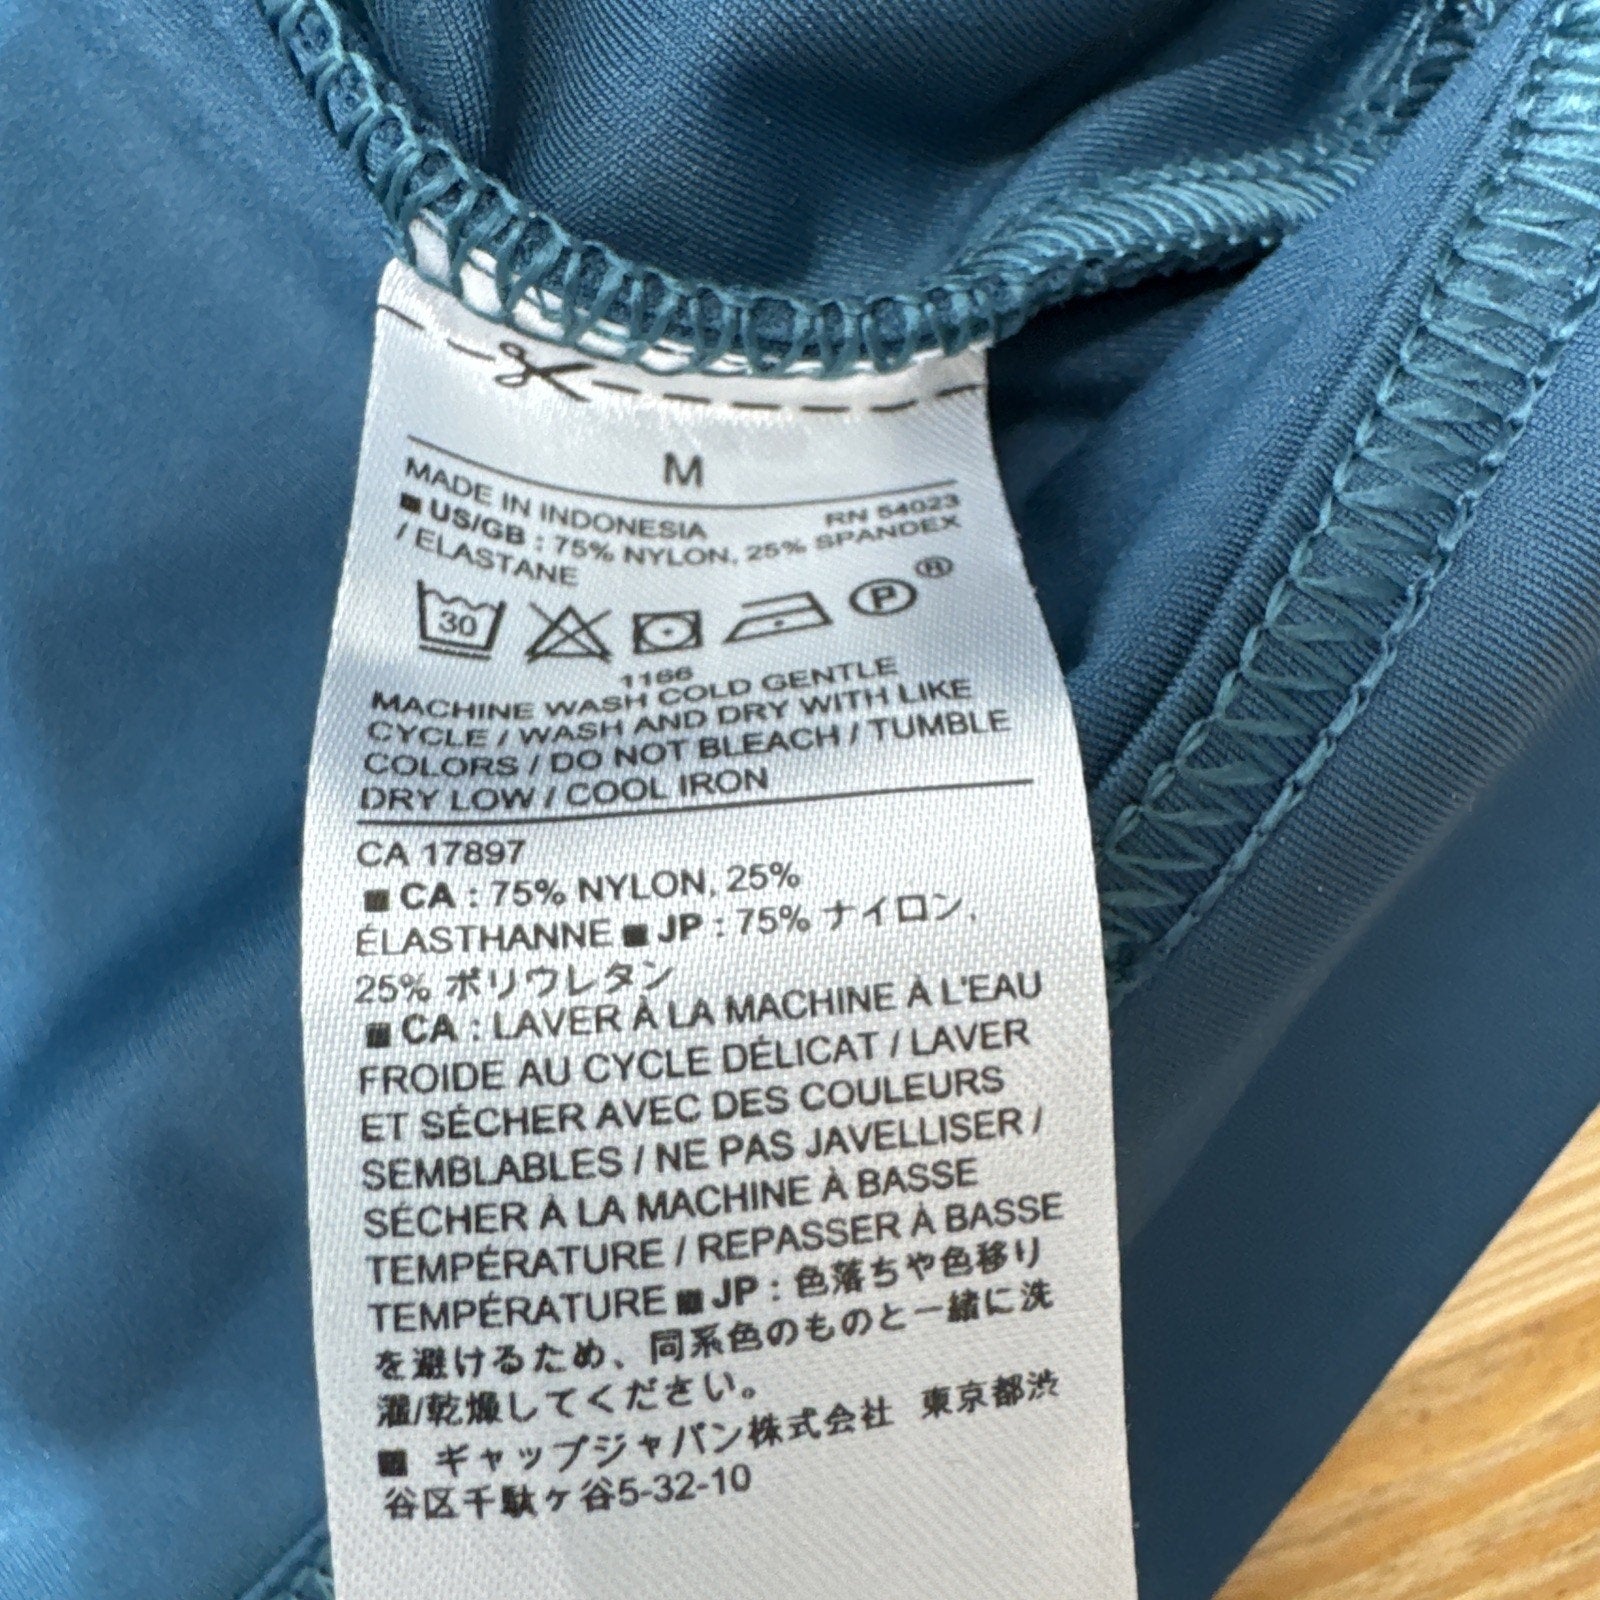 M
MADE IN INDONESIA RN 54023
US/GB : 75% NYLON, 25% SPANDEX
/ ELASTANE
30 P ®
1166
MACHINE WASH COLD GENTLE
CYCLE / WASH AND DRY WITH LIKE
COLORS / DO NOT BLEACH / TUMBLE
DRY LOW / COOL IRON
CA 17897
■ CA : 75% NYLON, 25%
ÉLASTHANNE ■ JP : 75% ナイロン,
25% ポリウレタン
■ CA : LAVER À LA MACHINE À L'EAU
FROIDE AU CYCLE DÉLICAT / LAVER
ET SÉCHER AVEC DES COULEURS
SEMBLABLES / NE PAS JAVELLISER /
SÉCHER À LA MACHINE À BASSE
TEMPÉRATURE / REPASSER À BASSE
TEMPÉRATURE ■ JP : 色落ちや色移り
を避けるため、同系色のものと一緒に洗
濯/乾燥してください。
■ ギャップジャパン株式会社 東京都渋
谷区千駄ヶ谷5-32-10